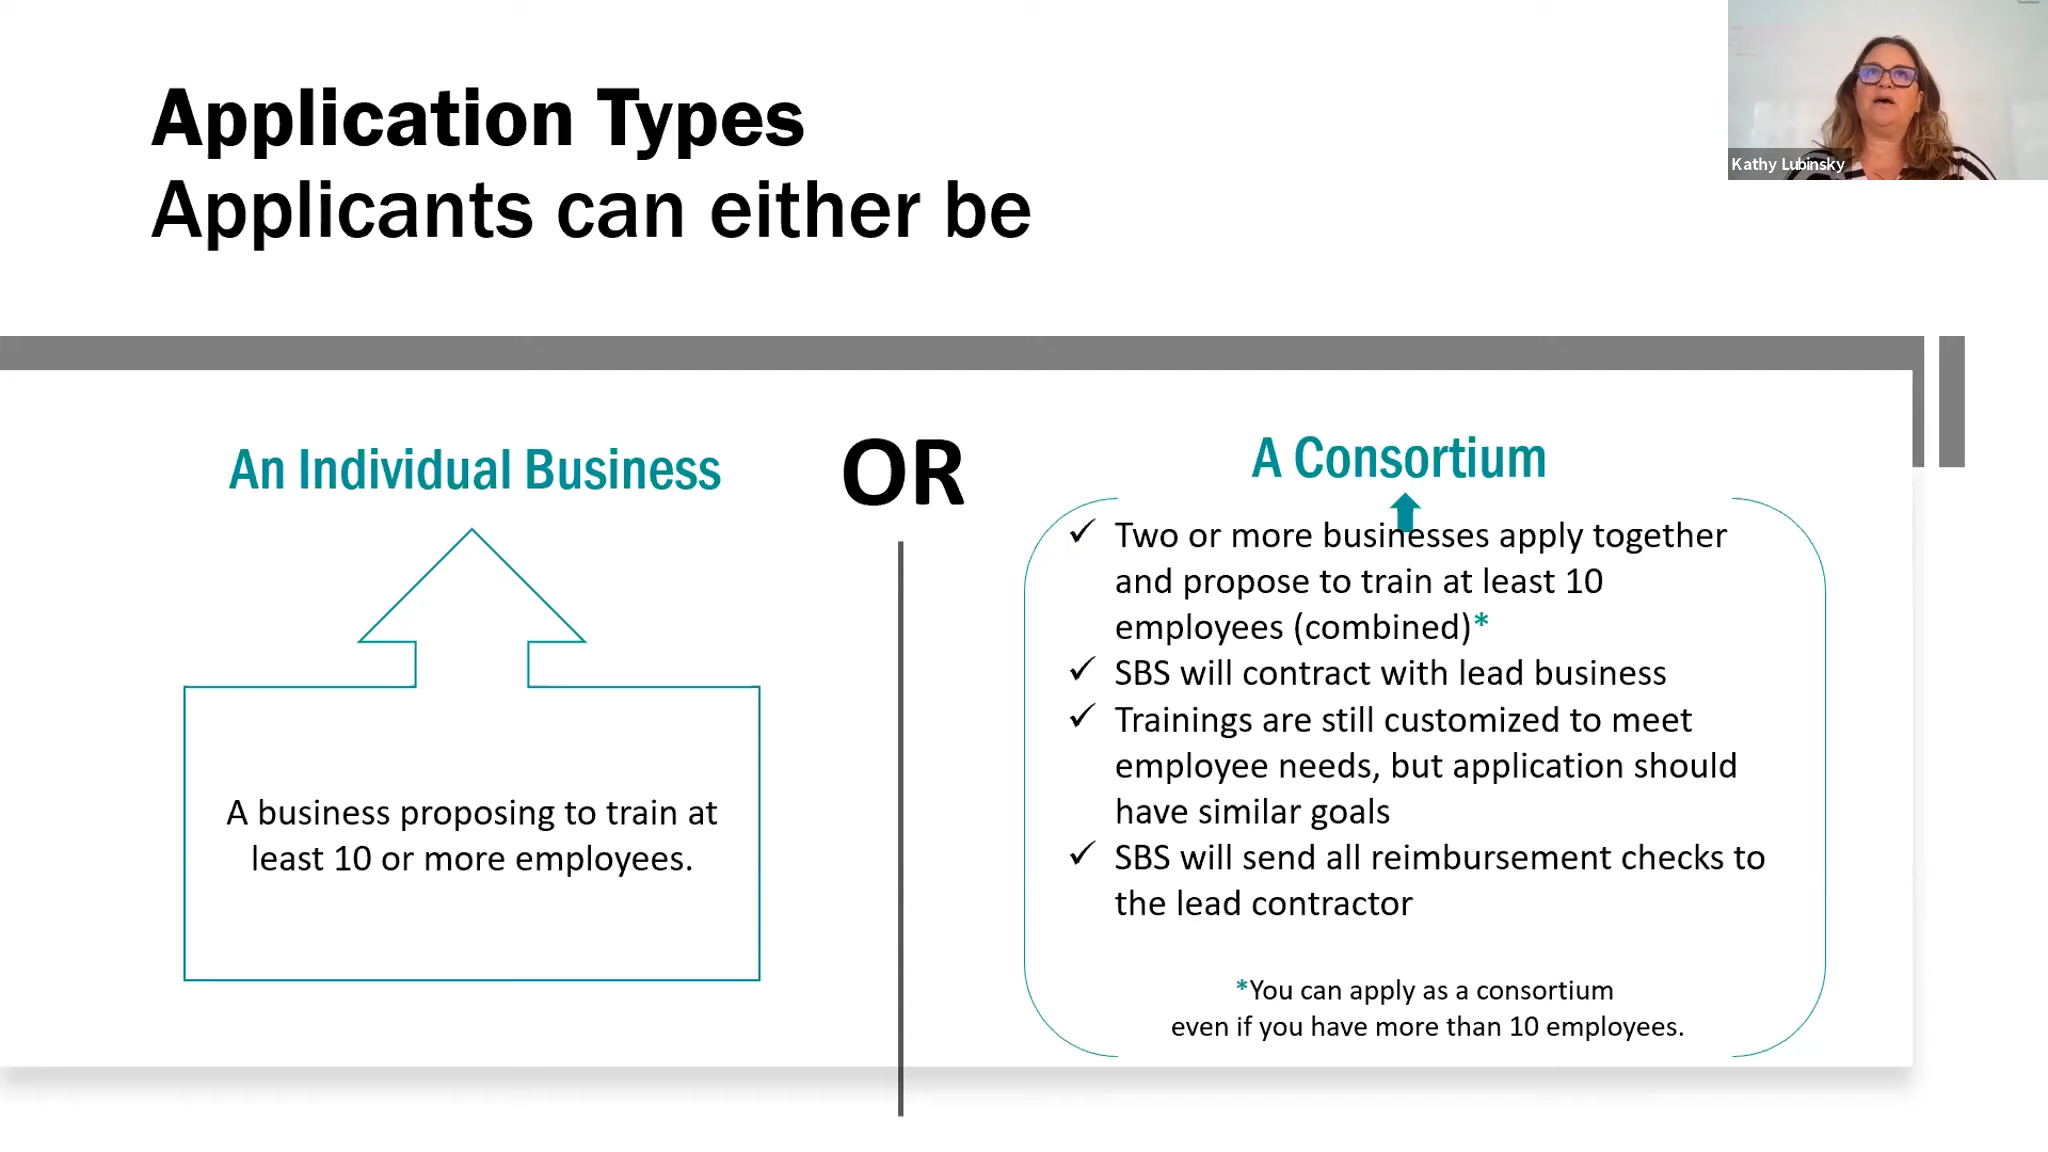 Application Types
Applicants can either be
Kathy Lubinsky
An Individual Business
A business proposing to train at
least 10 or more employees.
OR
A Consortium
✓ Two or more businesses apply together
and propose to train at least 10
employees (combined)*
✓ SBS will contract with lead business
✓ Trainings are still customized to meet
employee needs, but application should
have similar goals
✓ SBS will send all reimbursement checks to
the lead contractor
*You can apply as a consortium
even if you have more than 10 employees.